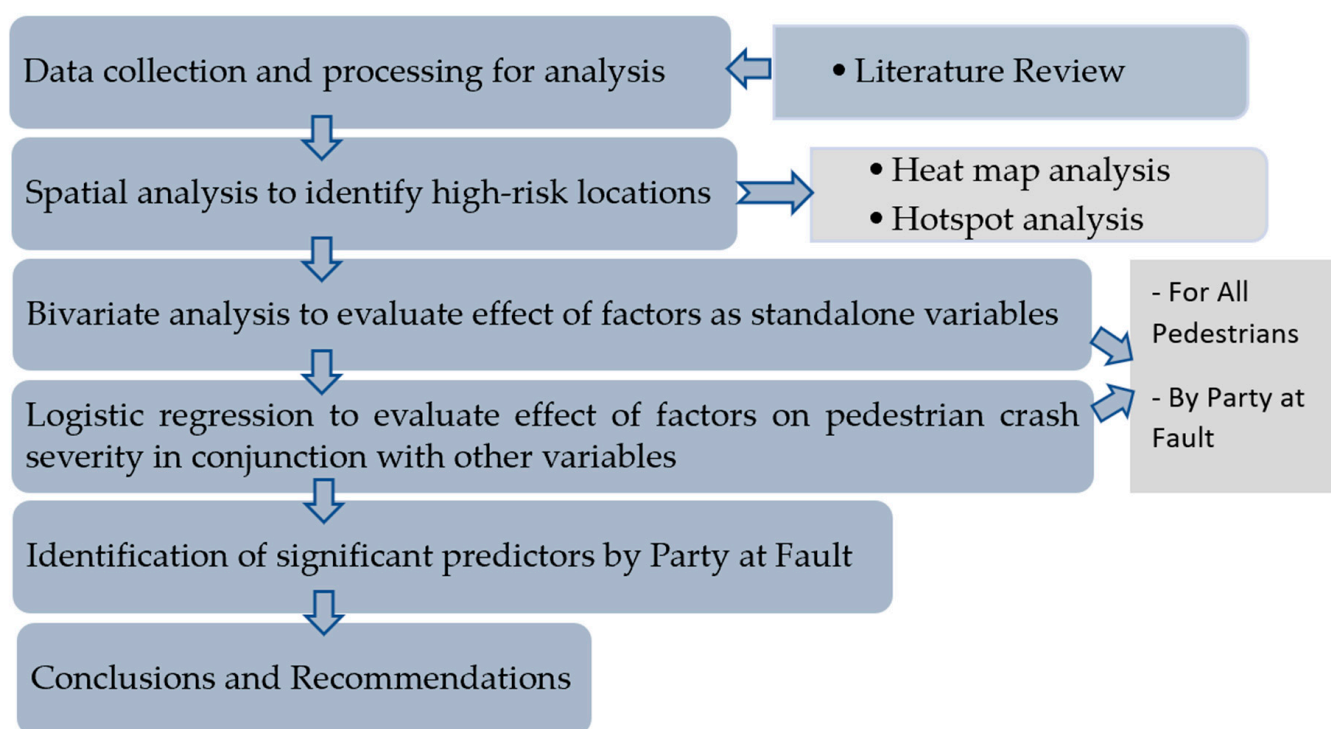 Data collection and processing for analysis
• Literature Review
Spatial analysis to identify high-risk locations
• Heat map analysis
• Hotspot analysis
Bivariate analysis to evaluate effect of factors as standalone variables
Logistic regression to evaluate effect of factors on pedestrian crash
severity in conjunction with other variables
- For All
Pedestrians
- By Party at
Fault
Identification of significant predictors by Party at Fault
Conclusions and Recommendations